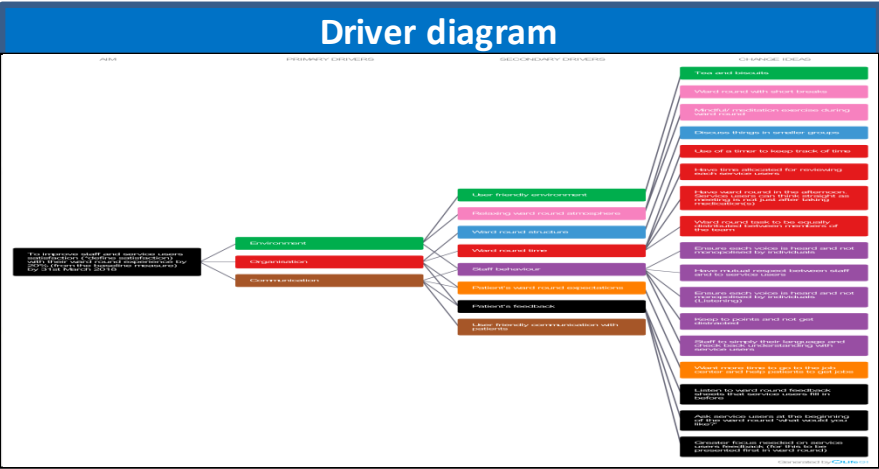 Driver diagram
AIM
PRIMARY DRIVERS
SECONDARY DRIVERS
CHANGE IDEAS
To improve staff and service users
satisfaction (*define satisfaction)
with their ward round experience by
20% (from the baseline measure)
by 31st March 2018
Environment
Organisation
Communication
User friendly environment
Relaxing ward round atmosphere
Ward round structure
Ward round time
Staff behaviour
Patient's ward round expectations
Patient's feedback
User friendly communication with
patients
Tea and biscuits
Ward round with short breaks
Mindfull meditation exercise during
ward round
Discuss things in smaller groups
Use of a timer to keep track of time
Have time allocated for reviewing
each service users
Have ward round in the afternoon.
Service users can think straight as
meeting is not just after taking
medication(s)
Ward round task to be equally
distributed between members of
the team
Ensure each voice is heard and not
monopolised by individuals
Have mutual respect between staff
and to service users
Ensure each voice is heard and not
monopolised by individuals
(Listening)
Keep to points and not get
distracted
Staff to simply their language and
check back understanding with
service users
Want more time to go to the job
center and help patients to get jobs
Listen to ward round feedback
sheets that service users fill in
before
Ask service users at the beginning
of the ward round 'what would you
like?'
Greater focus needed on service
users feedback (for this to be
presented first in ward round)
Generated by